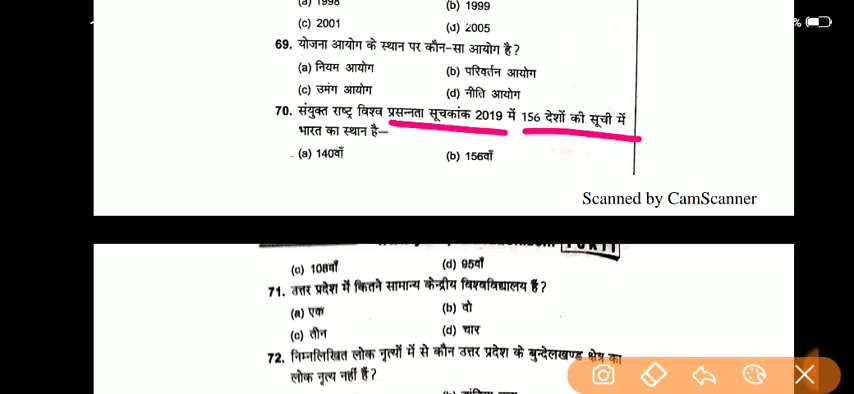 (a) 1998 (b) 1999
(c) 2001 (d) 2005
69. योजना आयोग के स्थान पर कौन-सा आयोग है?
(a) नियम आयोग (b) परिवर्तन आयोग
(c) उमंग आयोग (d) नीति आयोग
70. संयुक्त राष्ट्र विश्व प्रसन्नता सूचकांक 2019 में 156 देशों की सूची में
भारत का स्थान है—
(a) 140वाँ (b) 156वाँ
Scanned by CamScanner
(c) 108वाँ (d) 95वाँ
71. उत्तर प्रदेश में कितने सामान्य केन्द्रीय विश्वविद्यालय हैं?
(a) एक (b) दो
(c) तीन (d) चार
72. निम्नलिखित लोक नृत्यों में से कौन उत्तर प्रदेश के बुन्देलखण्ड क्षेत्र का
लोक नृत्य नहीं है?